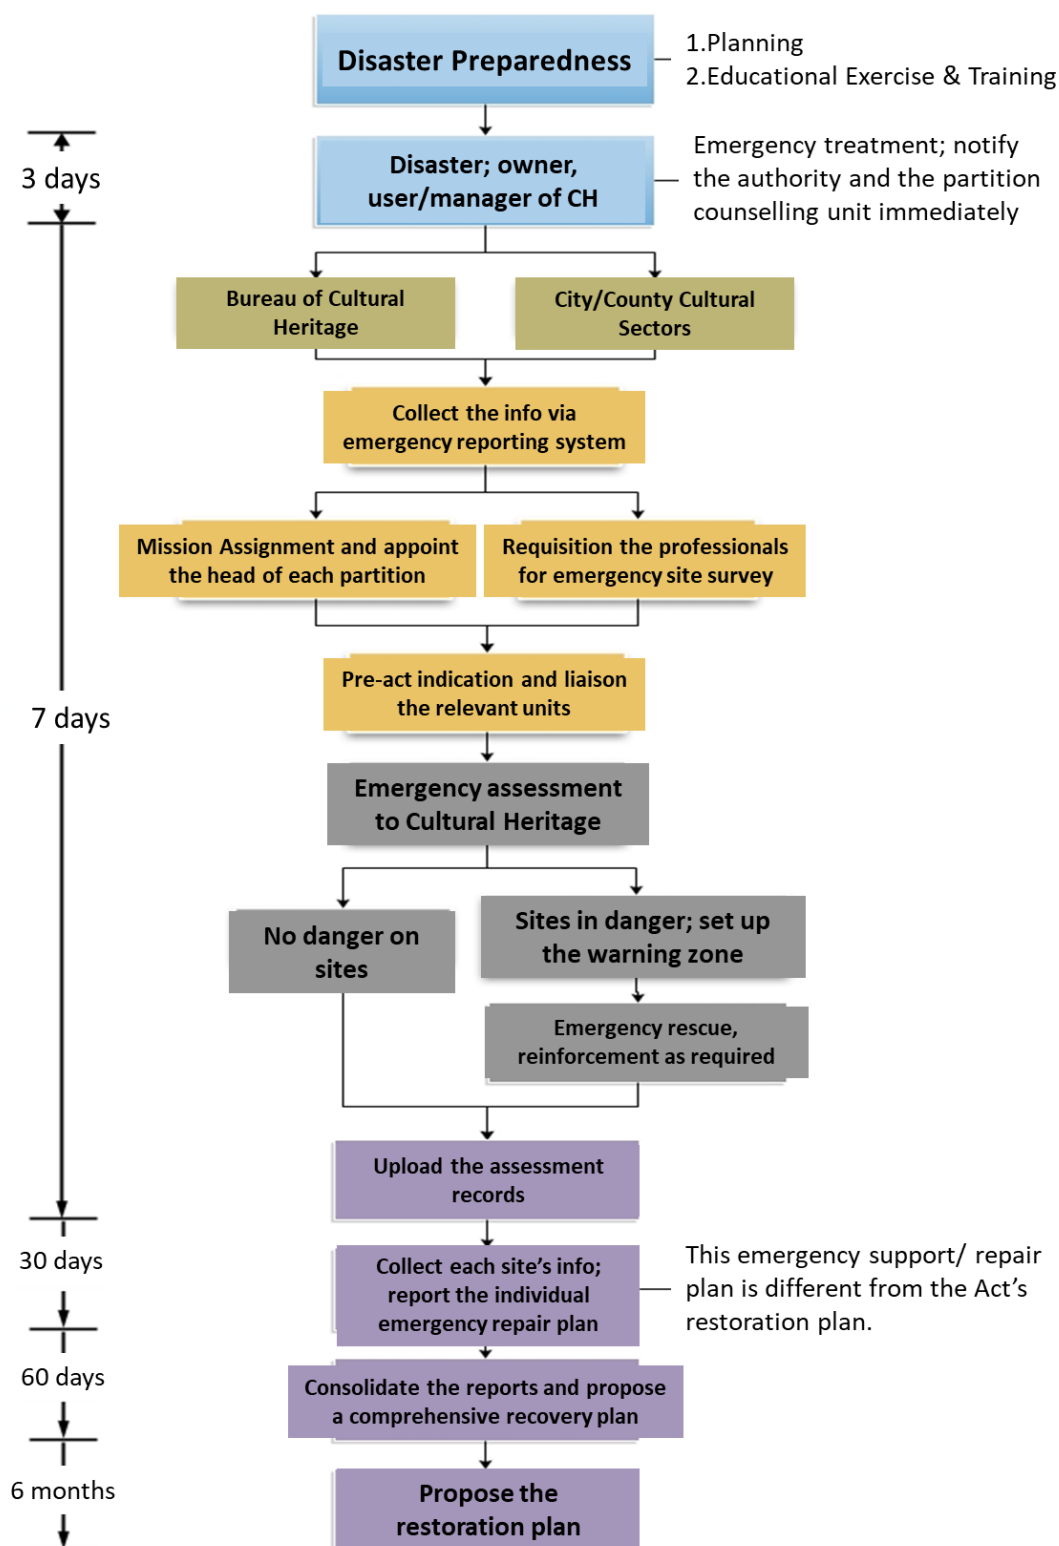 Disaster Preparedness
1.Planning
2.Educational Exercise & Training
3 days
Disaster; owner,
user/manager of CH
Emergency treatment; notify
the authority and the partition
counselling unit immediately
Bureau of Cultural
Heritage
City/County Cultural
Sectors
Collect the info via
emergency reporting system
Mission Assignment and appoint
the head of each partition
Requisition the professionals
for emergency site survey
Pre-act indication and liaison
the relevant units
7 days
Emergency assessment
to Cultural Heritage
No danger on
sites
Sites in danger; set up
the warning zone
Emergency rescue,
reinforcement as required
Upload the assessment
records
30 days
Collect each site’s info;
report the individual
emergency repair plan
This emergency support/ repair
plan is different from the Act’s
restoration plan.
60 days
Consolidate the reports and propose
a comprehensive recovery plan
6 months
Propose the
restoration plan